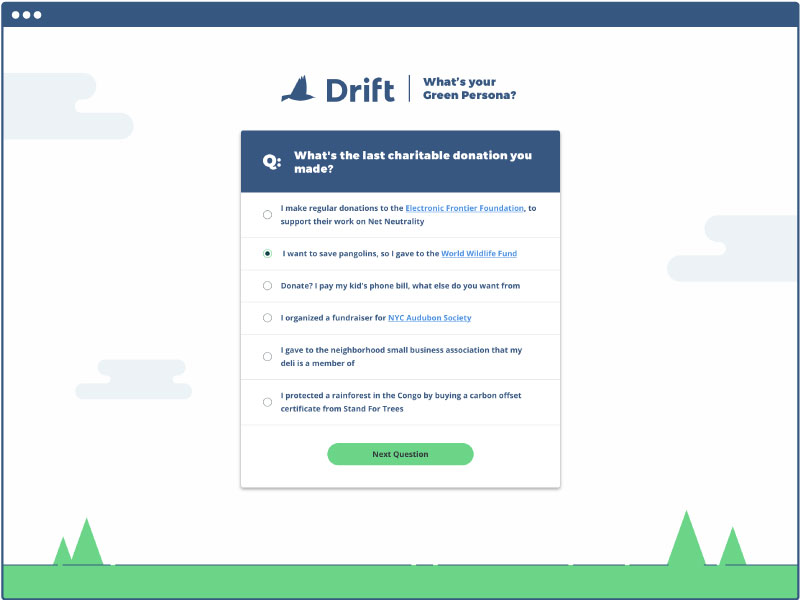 Drift
What's your
Green Persona?
Q:
What's the last charitable donation you
made?
I make regular donations to the Electronic Frontier Foundation, to
support their work on Net Neutrality
I want to save pangolins, so I gave to the World Wildlife Fund
Donate? I pay my kid's phone bill, what else do you want from
I organized a fundraiser for NYC Audubon Society
I gave to the neighborhood small business association that my
deli is a member of
I protected a rainforest in the Congo by buying a carbon offset
certificate from Stand For Trees
Next Question